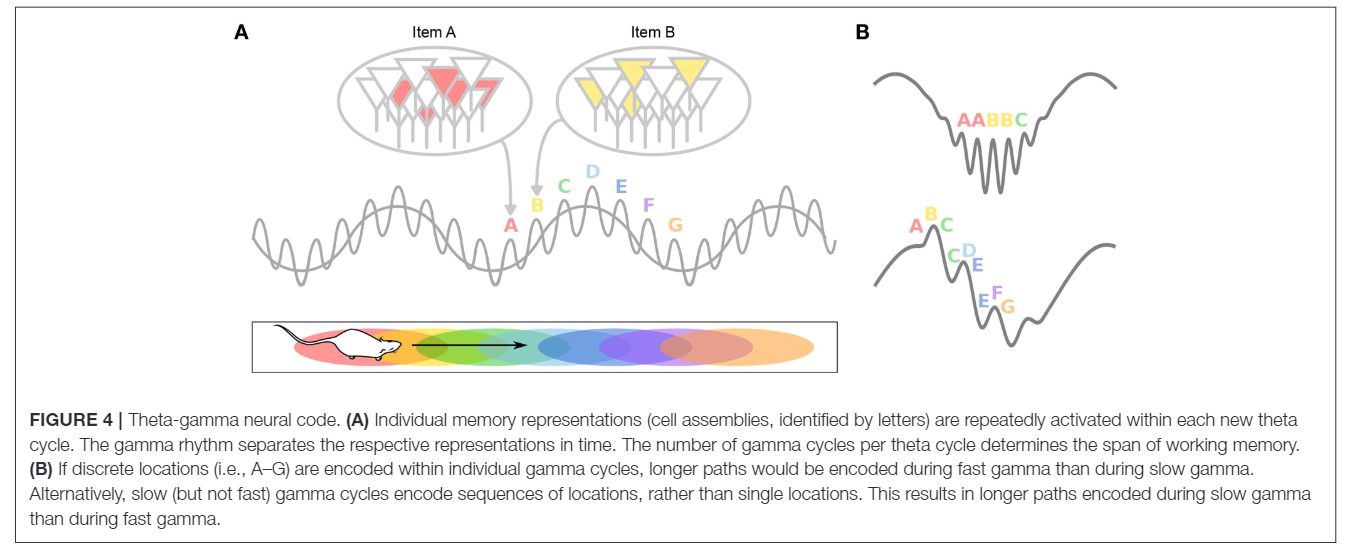 A
Item A
Item B
B
AABBC
D
C
E
B
F
A
G
B
A
C
D
C
E
F
E
G
FIGURE 4 | Theta-gamma neural code. (A) Individual memory representations (cell assemblies, identified by letters) are repeatedly activated within each new theta
cycle. The gamma rhythm separates the respective representations in time. The number of gamma cycles per theta cycle determines the span of working memory.
(B) If discrete locations (i.e., A–G) are encoded within individual gamma cycles, longer paths would be encoded during fast gamma than during slow gamma.
Alternatively, slow (but not fast) gamma cycles encode sequences of locations, rather than single locations. This results in longer paths encoded during slow gamma
than during fast gamma.